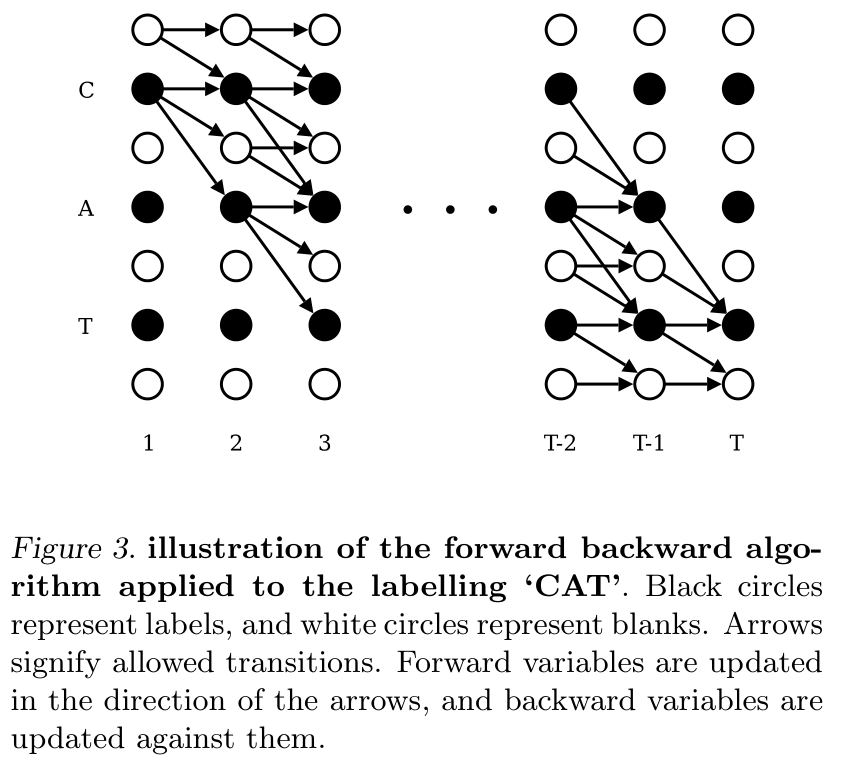 C
A
T
1 2 3 T-2 T-1 T
Figure 3. illustration of the forward backward algo-
rithm applied to the labelling ‘CAT’. Black circles
represent labels, and white circles represent blanks. Arrows
signify allowed transitions. Forward variables are updated
in the direction of the arrows, and backward variables are
updated against them.